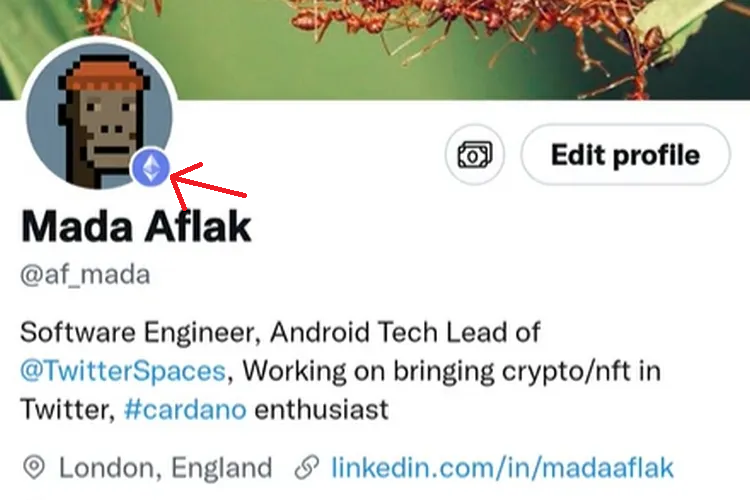 Edit profile
Mada Aflak
@af_mada
Software Engineer, Android Tech Lead of
@TwitterSpaces, Working on bringing crypto/nft in
Twitter, #cardano enthusiast
London, England linkedin.com/in/madaaflak